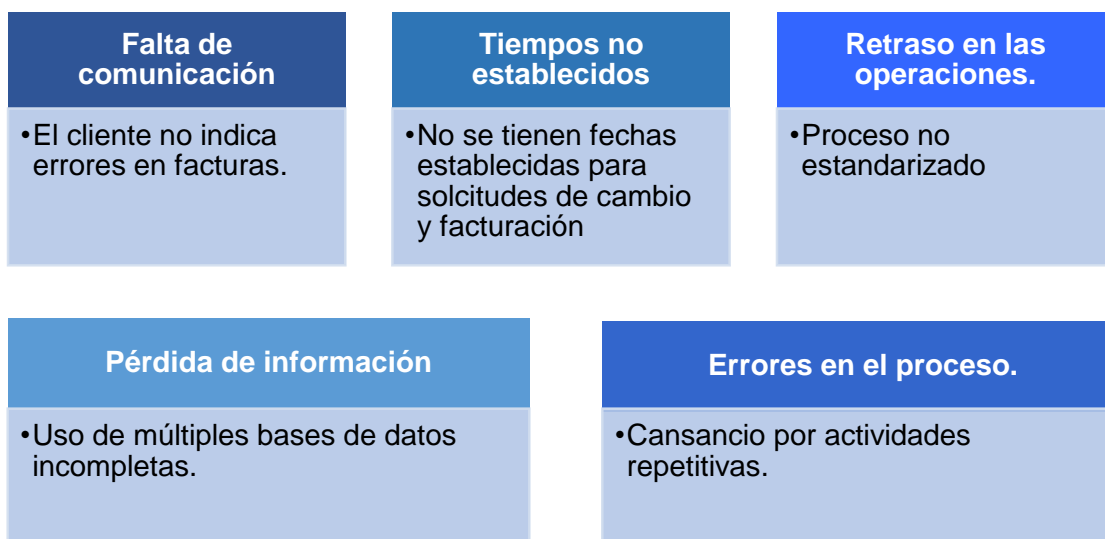 Falta de
comunicación
•El cliente no indica
errores en facturas.
Tiempos no
establecidos
•No se tienen fechas
establecidas para
solcitudes de cambio
y facturación
Retraso en las
operaciones.
•Proceso no
estandarizado
Pérdida de información
•Uso de múltiples bases de datos
incompletas.
Errores en el proceso.
•Cansancio por actividades
repetitivas.